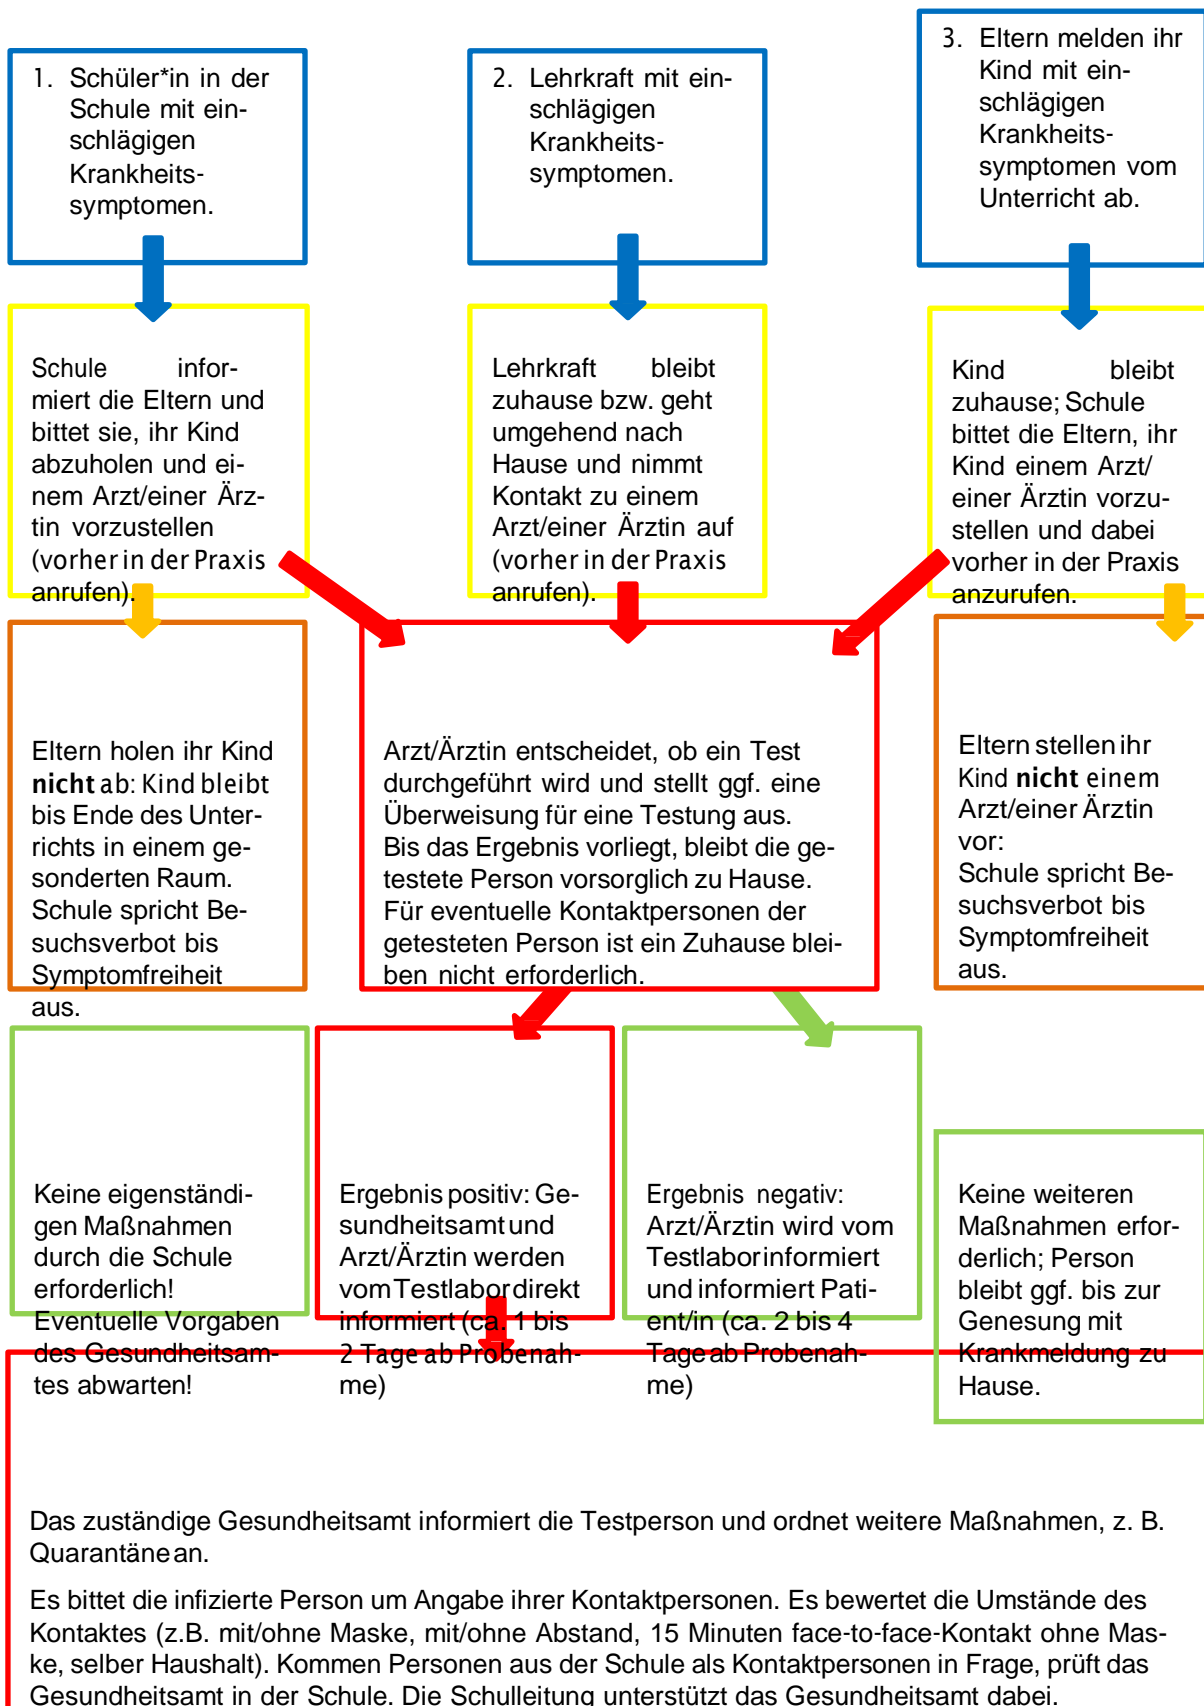 1. Schüler*in in der
Schule mit ein-
schlägigen
Krankheits-
symptomen.
2. Lehrkraft mit ein-
schlägigen
Krankheits-
symptomen.
3. Eltern melden ihr
Kind mit ein-
schlägigen
Krankheits-
symptomen vom
Unterricht ab.
Schule infor-
miert die Eltern und
bittet sie, ihr Kind
abzuholen und ei-
nem Arzt/einer Ärz-
tin vorzustellen
(vorher in der Praxis
anrufen).
Lehrkraft bleibt
zuhause bzw. geht
umgehend nach
Hause und nimmt
Kontakt zu einem
Arzt/einer Ärztin auf
(vorher in der Praxis
anrufen).
Kind bleibt
zuhause; Schule
bittet die Eltern, ihr
Kind einem Arzt/
einer Ärztin vorzu-
stellen und dabei
vorher in der Praxis
anzurufen.
Eltern holen ihr Kind
nicht ab: Kind bleibt
bis Ende des Unter-
richts in einem ge-
sonderten Raum.
Schule spricht Be-
suchsverbot bis
Symptomfreiheit
aus.
Arzt/Ärztin entscheidet, ob ein Test
durchgeführt wird und stellt ggf. eine
Überweisung für eine Testung aus.
Bis das Ergebnis vorliegt, bleibt die ge-
testete Person vorsorglich zu Hause.
Für eventuelle Kontaktpersonen der
getesteten Person ist ein Zuhause blei-
ben nicht erforderlich.
Eltern stellen ihr
Kind nicht einem
Arzt/einer Ärztin
vor:
Schule spricht Be-
suchsverbot bis
Symptomfreiheit
aus.
Keine eigenständi-
gen Maßnahmen
durch die Schule
erforderlich!
Eventuelle Vorgaben
des Gesundheitsam-
tes abwarten!
Ergebnis positiv: Ge-
sundheitsamt und
Arzt/Ärztin werden
vom Testlabor direkt
informiert (ca. 1 bis
2 Tage ab Probenah-
me)
Ergebnis negativ:
Arzt/Ärztin wird vom
Testlabor informiert
und informiert Pati-
ent/in (ca. 2 bis 4
Tage ab Probenah-
me)
Keine weiteren
Maßnahmen erfor-
derlich; Person
bleibt ggf. bis zur
Genesung mit
Krankmeldung zu
Hause.
Das zuständige Gesundheitsamt informiert die Testperson und ordnet weitere Maßnahmen, z. B.
Quarantäne an.
Es bittet die infizierte Person um Angabe ihrer Kontaktpersonen. Es bewertet die Umstände des
Kontaktes (z.B. mit/ohne Maske, mit/ohne Abstand, 15 Minuten face-to-face-Kontakt ohne Mas-
ke, selber Haushalt). Kommen Personen aus der Schule als Kontaktpersonen in Frage, prüft das
Gesundheitsamt in der Schule. Die Schulleitung unterstützt das Gesundheitsamt dabei.